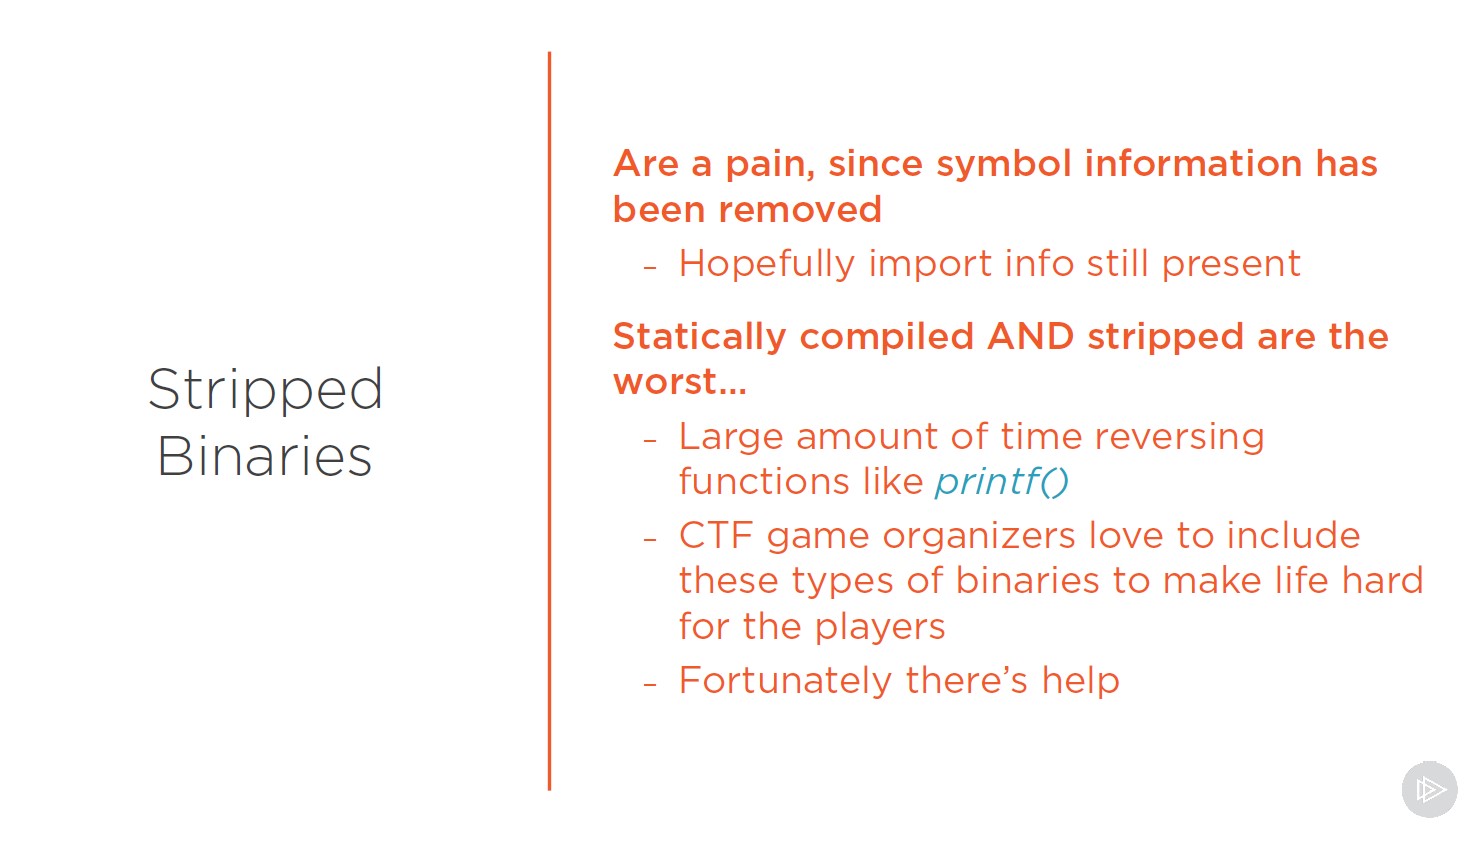 Stripped
Binaries
Are a pain, since symbol information has
been removed
– Hopefully import info still present
Statically compiled AND stripped are the
worst…
– Large amount of time reversing
functions like printf()
– CTF game organizers love to include
these types of binaries to make life hard
for the players
– Fortunately there’s help